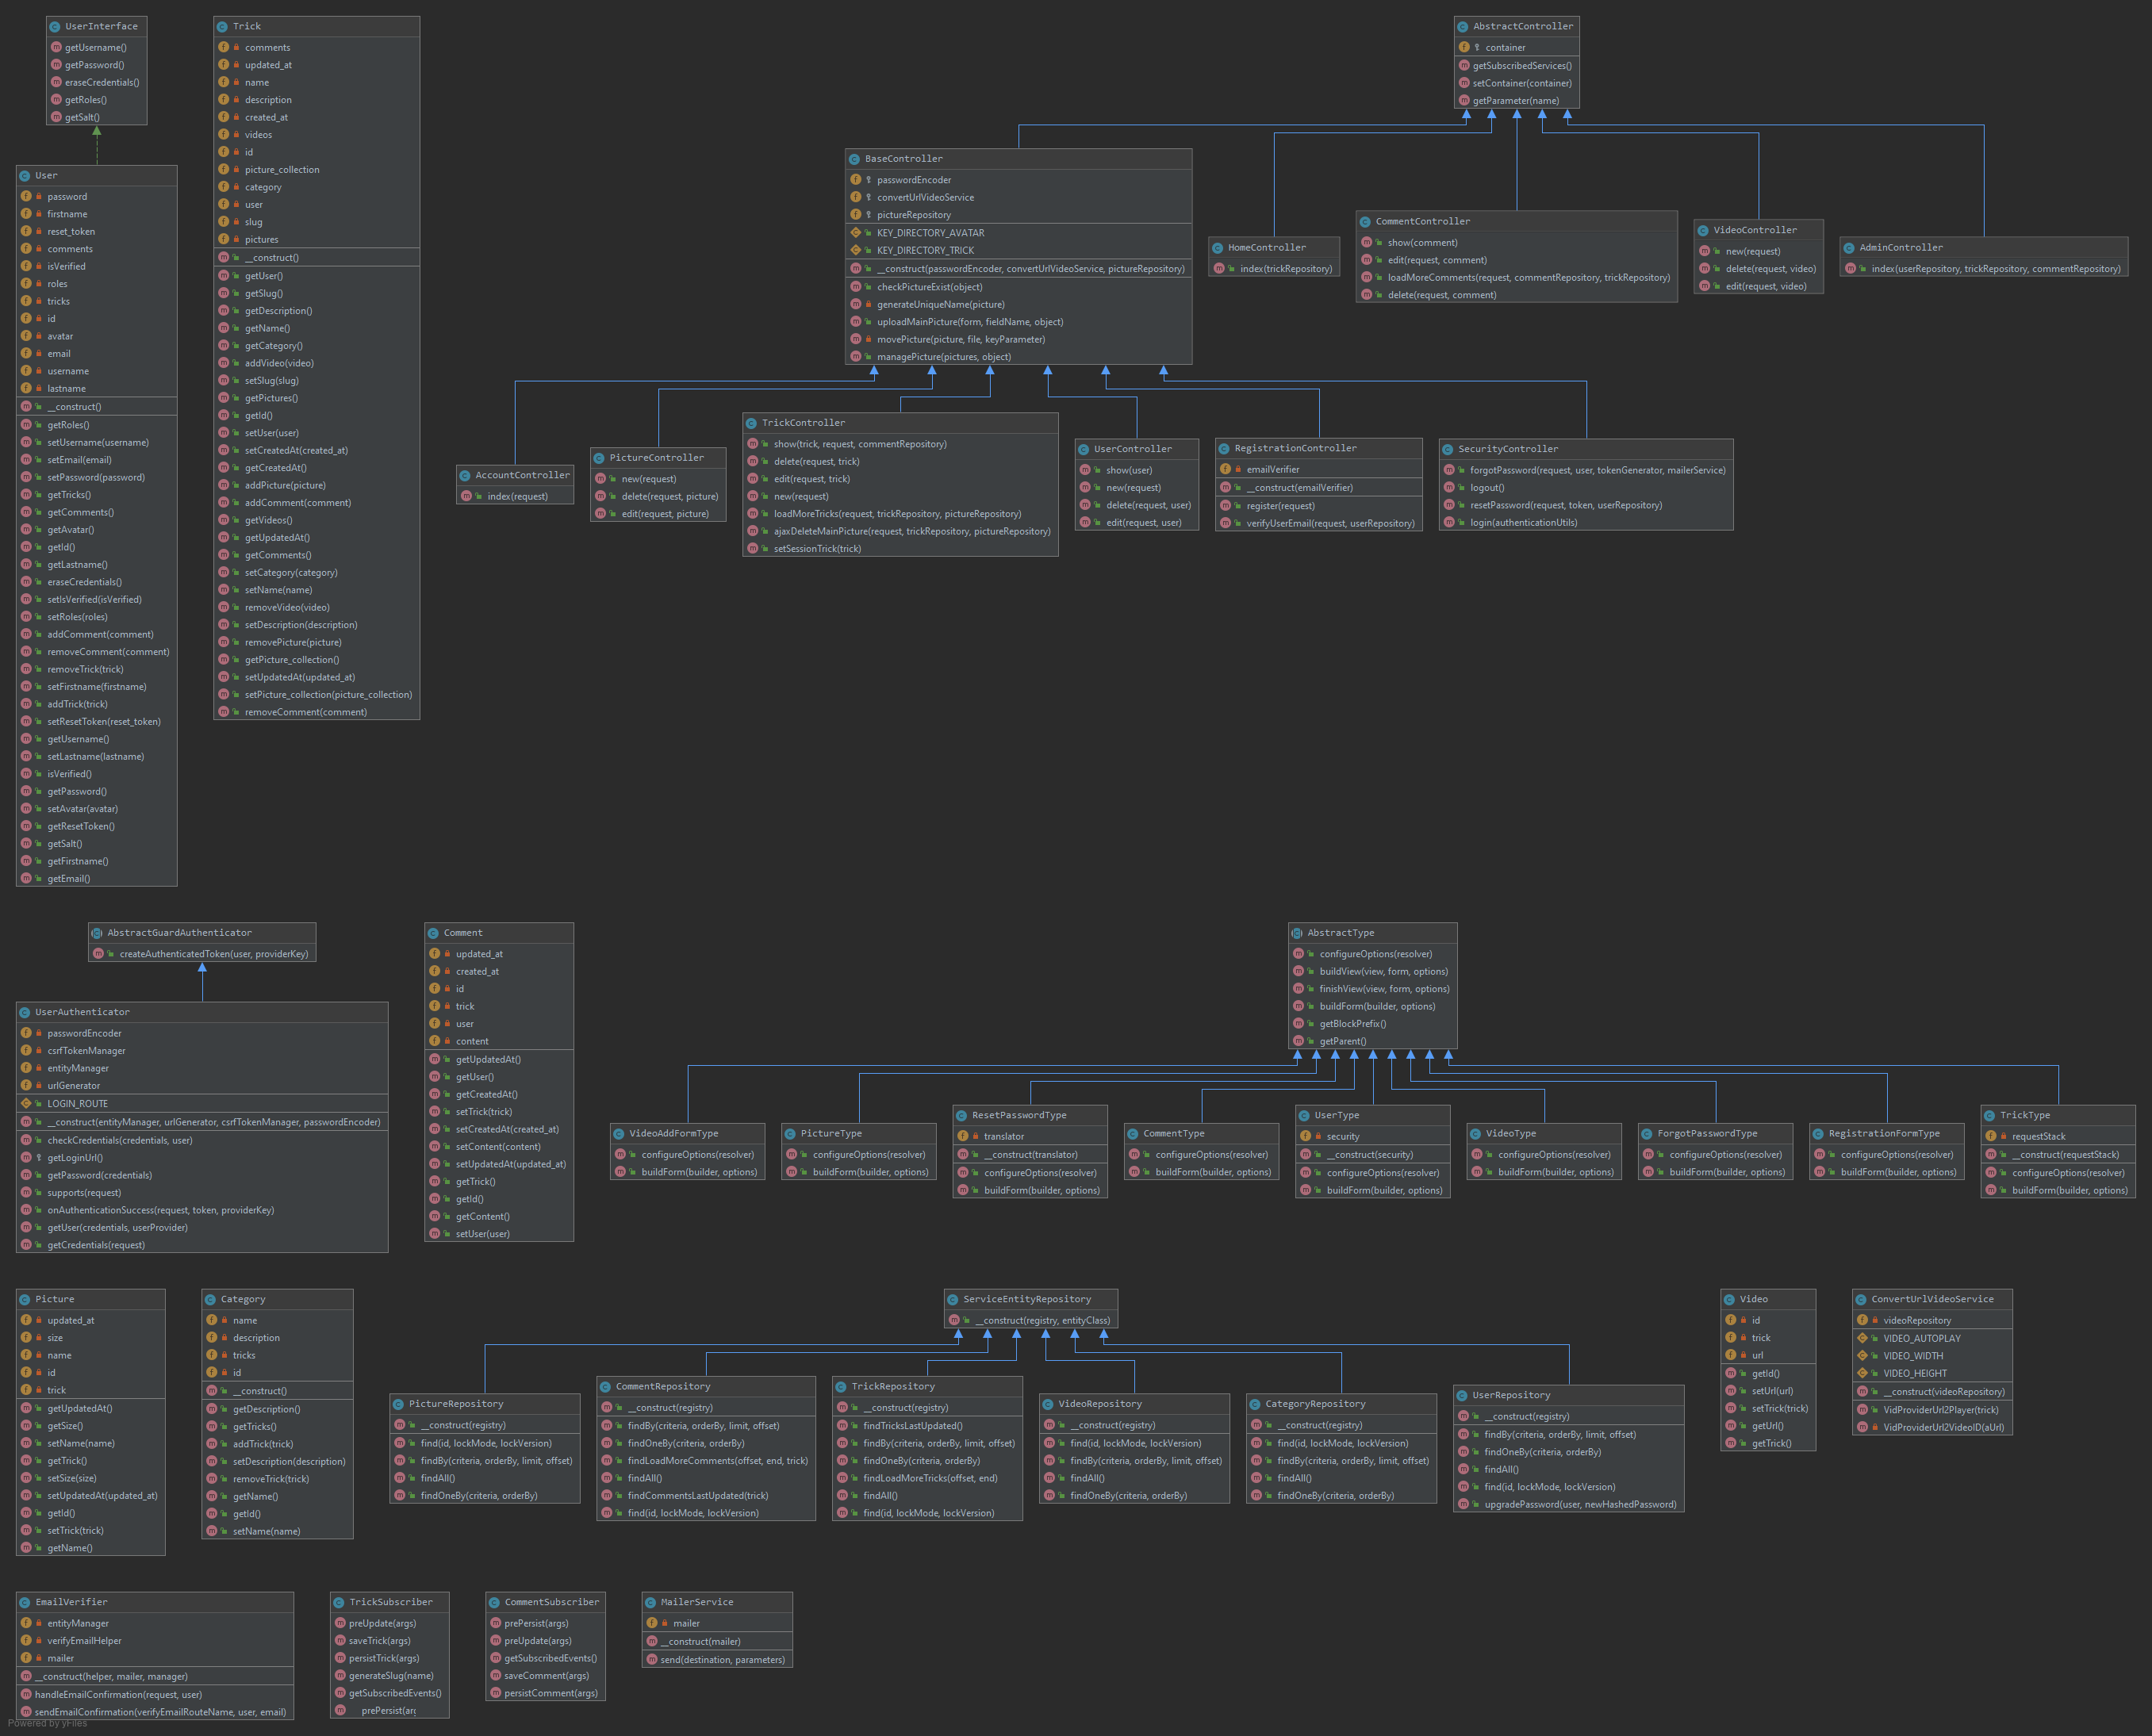 UserInterface
getUsername()
getPassword()
eraseCredentials()
getRoles()
getSalt()
User
password
firstname
reset_token
comments
isVerified
roles
tricks
id
avatar
email
username
lastname
__construct()
getRoles()
setUsername(username)
setEmail(email)
setPassword(password)
getTricks()
getComments()
getAvatar()
getId()
getLastname()
eraseCredentials()
setIsVerified(isVerified)
setRoles(roles)
addComment(comment)
removeComment(comment)
removeTrick(trick)
setFirstname(firstname)
addTrick(trick)
setResetToken(reset_token)
getUsername()
setLastname(lastname)
isVerified()
getPassword()
setAvatar(avatar)
getResetToken()
getSalt()
getFirstname()
getEmail()
Trick
comments
updated_at
name
description
created_at
videos
id
picture_collection
category
user
slug
pictures
__construct()
getUser()
getSlug()
getDescription()
getName()
getCategory()
addVideo(video)
setSlug(slug)
getPictures()
getId()
setUser(user)
setCreatedAt(created_at)
getCreatedAt()
addPicture(picture)
addComment(comment)
getVideos()
getUpdatedAt()
getComments()
setCategory(category)
setName(name)
removeVideo(video)
setDescription(description)
removePicture(picture)
getPicture_collection()
setUpdatedAt(updated_at)
setPicture_collection(picture_collection)
removeComment(comment)
AbstractController
container
getSubscribedServices()
setContainer(container)
getParameter(name)
BaseController
passwordEncoder
convertUrlVideoService
pictureRepository
KEY_DIRECTORY_AVATAR
KEY_DIRECTORY_TRICK
__construct(passwordEncoder, convertUrlVideoService, pictureRepository)
checkPictureExist(object)
generateUniqueName(picture)
uploadMainPicture(form, fieldName, object)
movePicture(picture, file, keyParameter)
managePicture(pictures, object)
HomeController
index(trickRepository)
CommentController
show(comment)
edit(request, comment)
loadMoreComments(request, commentRepository, trickRepository)
delete(request, comment)
VideoController
new(request)
delete(request, video)
edit(request, video)
AdminController
index(userRepository, trickRepository, commentRepository)
AccountController
index(request)
PictureController
new(request)
delete(request, picture)
edit(request, picture)
TrickController
show(trick, request, commentRepository)
delete(request, trick)
edit(request, trick)
new(request)
loadMoreTricks(request, trickRepository, pictureRepository)
ajaxDeleteMainPicture(request, trickRepository, pictureRepository)
setSessionTrick(trick)
UserController
show(user)
new(request)
delete(request, user)
edit(request, user)
RegistrationController
emailVerifier
__construct(emailVerifier)
register(request)
verifyUserEmail(request, userRepository)
SecurityController
forgotPassword(request, user, tokenGenerator, mailerService)
logout()
resetPassword(request, token, userRepository)
login(authenticationUtils)
AbstractGuardAuthenticator
createAuthenticatedToken(user, providerKey)
UserAuthenticator
passwordEncoder
csrfTokenManager
entityManager
urlGenerator
LOGIN_ROUTE
__construct(entityManager, urlGenerator, csrfTokenManager, passwordEncoder)
checkCredentials(credentials, user)
getLoginUrl()
getPassword(credentials)
supports(request)
onAuthenticationSuccess(request, token, providerKey)
getUser(credentials, userProvider)
getCredentials(request)
Comment
updated_at
created_at
id
trick
user
content
getUpdatedAt()
getUser()
getCreatedAt()
setTrick(trick)
setCreatedAt(created_at)
setContent(content)
setUpdatedAt(updated_at)
getTrick()
getId()
getContent()
setUser(user)
AbstractType
configureOptions(resolver)
buildView(view, form, options)
finishView(view, form, options)
buildForm(builder, options)
getBlockPrefix()
getParent()
VideoAddFormType
configureOptions(resolver)
buildForm(builder, options)
PictureType
configureOptions(resolver)
buildForm(builder, options)
ResetPasswordType
translator
__construct(translator)
configureOptions(resolver)
buildForm(builder, options)
CommentType
configureOptions(resolver)
buildForm(builder, options)
UserType
security
__construct(security)
configureOptions(resolver)
buildForm(builder, options)
VideoType
configureOptions(resolver)
buildForm(builder, options)
ForgotPasswordType
configureOptions(resolver)
buildForm(builder, options)
RegistrationFormType
configureOptions(resolver)
buildForm(builder, options)
TrickType
requestStack
__construct(requestStack)
configureOptions(resolver)
buildForm(builder, options)
Picture
updated_at
size
name
id
trick
getUpdatedAt()
getSize()
setName(name)
getTrick()
setSize(size)
setUpdatedAt(updated_at)
getId()
setTrick(trick)
getName()
Category
name
description
tricks
id
__construct()
getDescription()
getTricks()
addTrick(trick)
setDescription(description)
removeTrick(trick)
getName()
getId()
setName(name)
ServiceEntityRepository
__construct(registry, entityClass)
PictureRepository
__construct(registry)
find(id, lockMode, lockVersion)
findBy(criteria, orderBy, limit, offset)
findAll()
findOneBy(criteria, orderBy)
CommentRepository
__construct(registry)
findBy(criteria, orderBy, limit, offset)
findOneBy(criteria, orderBy)
findLoadMoreComments(offset, end, trick)
findAll()
findCommentsLastUpdated(trick)
find(id, lockMode, lockVersion)
TrickRepository
__construct(registry)
findTricksLastUpdated()
findBy(criteria, orderBy, limit, offset)
findOneBy(criteria, orderBy)
findLoadMoreTricks(offset, end)
findAll()
find(id, lockMode, lockVersion)
VideoRepository
__construct(registry)
find(id, lockMode, lockVersion)
findBy(criteria, orderBy, limit, offset)
findAll()
findOneBy(criteria, orderBy)
CategoryRepository
__construct(registry)
find(id, lockMode, lockVersion)
findBy(criteria, orderBy, limit, offset)
findAll()
findOneBy(criteria, orderBy)
UserRepository
__construct(registry)
findBy(criteria, orderBy, limit, offset)
findOneBy(criteria, orderBy)
findAll()
find(id, lockMode, lockVersion)
upgradePassword(user, newHashedPassword)
Video
id
trick
url
getId()
setUrl(url)
setTrick(trick)
getUrl()
getTrick()
ConvertUrlVideoService
videoRepository
VIDEO_AUTOPLAY
VIDEO_WIDTH
VIDEO_HEIGHT
__construct(videoRepository)
VidProviderUrl2Player(trick)
VidProviderUrl2VideoID(aUrl)
EmailVerifier
entityManager
verifyEmailHelper
mailer
__construct(helper, mailer, manager)
handleEmailConfirmation(request, user)
sendEmailConfirmation(verifyEmailRouteName, user, email)
TrickSubscriber
preUpdate(args)
saveTrick(args)
persistTrick(args)
generateSlug(name)
getSubscribedEvents()
prePersist(arg
CommentSubscriber
prePersist(args)
preUpdate(args)
getSubscribedEvents()
saveComment(args)
persistComment(args)
MailerService
mailer
__construct(mailer)
send(destination, parameters)
Powered by yFiles